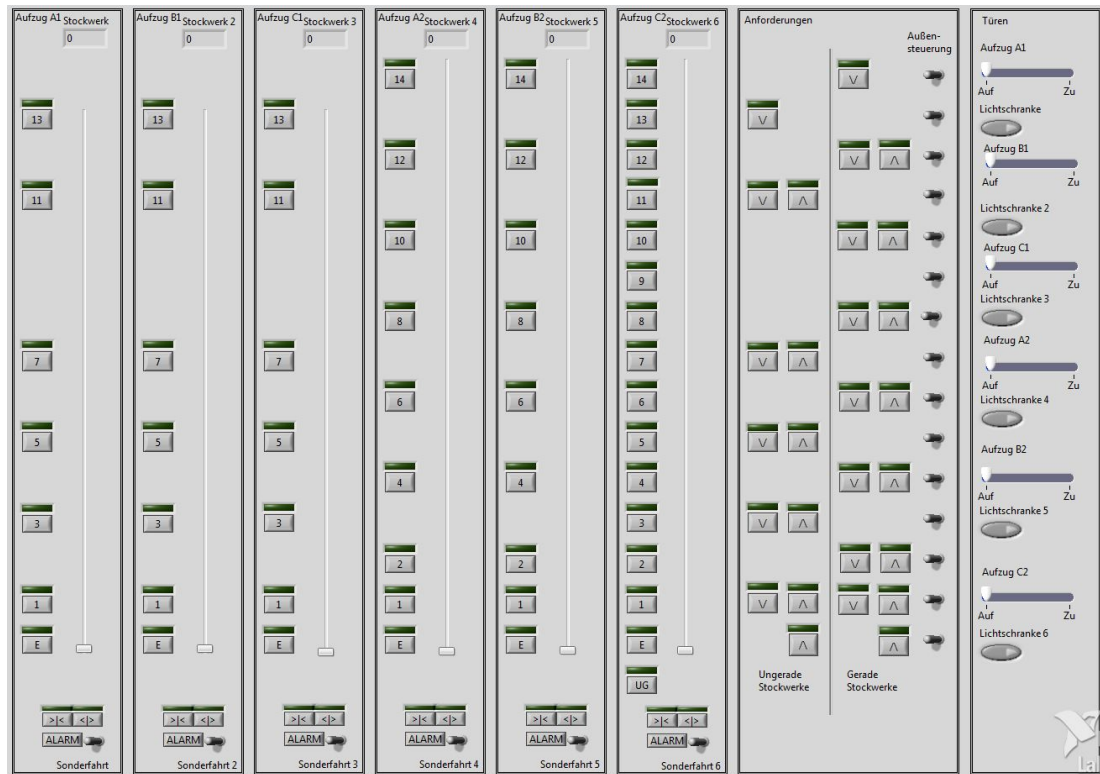 Aufzug A1 Stockwerk
0
13
11
7
5
3
1
E
>|< <|>
ALARM
Sonderfahrt
Aufzug B1 Stockwerk 2
0
13
11
7
5
3
1
E
>|< <|>
ALARM
Sonderfahrt 2
Aufzug C1 Stockwerk 3
0
13
11
7
5
3
1
E
>|< <|>
ALARM
Sonderfahrt 3
Aufzug A2 Stockwerk 4
0
14
12
10
8
6
4
2
1
E
>|< <|>
ALARM
Sonderfahrt 4
Aufzug B2 Stockwerk 5
0
14
12
10
8
6
4
2
1
E
>|< <|>
ALARM
Sonderfahrt 5
Aufzug C2 Stockwerk 6
0
14
13
12
11
10
9
8
7
6
5
4
3
2
1
E
UG
>|< <|>
ALARM
Sonderfahrt 6
Anforderungen
Außen-
steuerung
\/
\/
\/ /\
\/ /\
\/ /\
\/ /\
\/ /\
\/ /\
\/ /\
\/ /\
\/ /\
\/ /\
\/ /\ \/ /\
/\ /\
Ungerade
Stockwerke
Gerade
Stockwerke
Türen
Aufzug A1
Auf Zu
Lichtschranke
Aufzug B1
Auf Zu
Lichtschranke 2
Aufzug C1
Auf Zu
Lichtschranke 3
Aufzug A2
Auf Zu
Lichtschranke 4
Aufzug B2
Auf Zu
Lichtschranke 5
Aufzug C2
Auf Zu
Lichtschranke 6